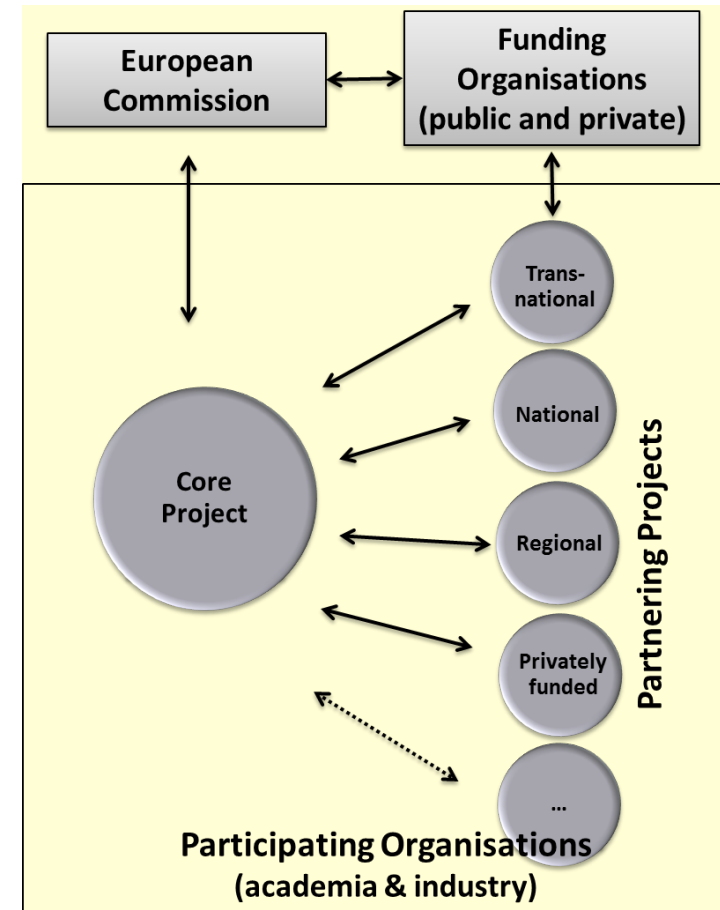 European
Commission
Funding
Organisations
(public and private)
Trans-
national
National
Core
Project
Regional
Partnering Projects
Privately
funded
...
Participating Organisations
(academia & industry)